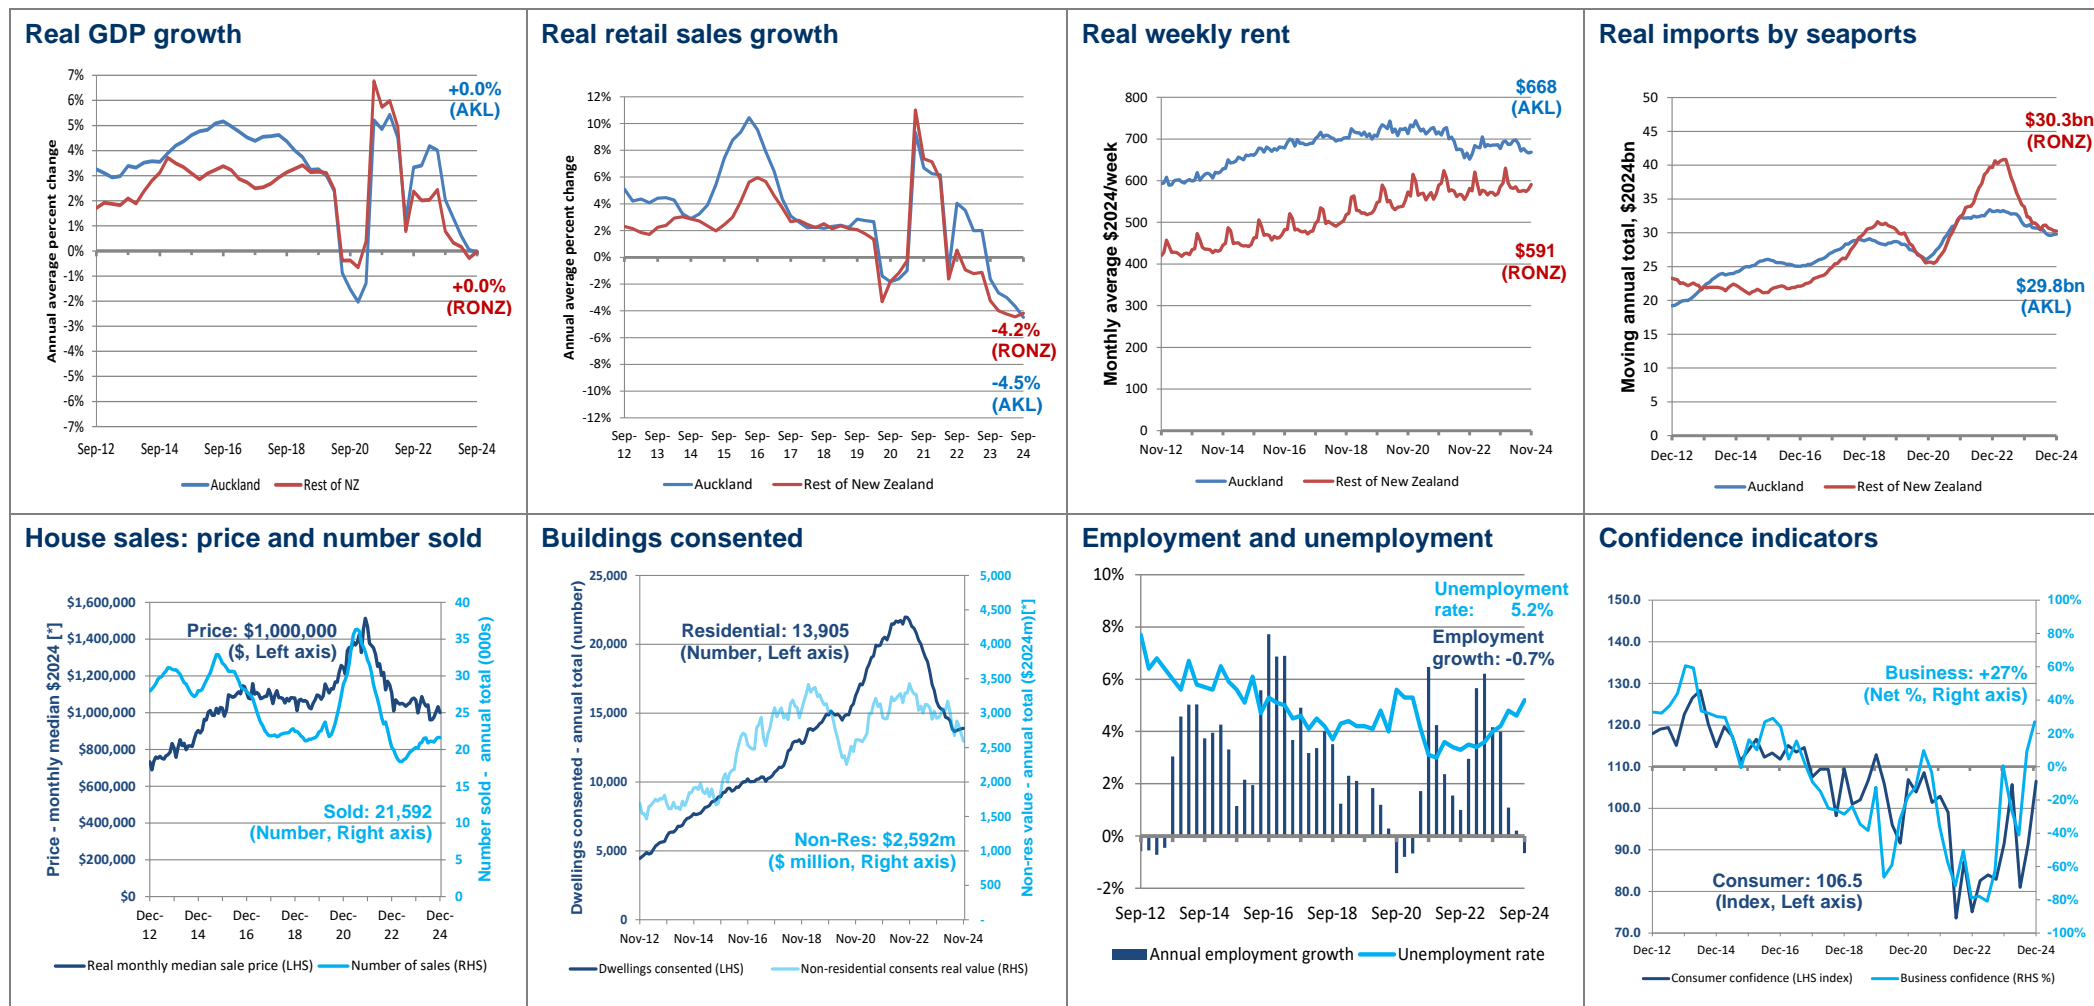 Real GDP growth
Annual average percent change
7%
6%
5%
4%
3%
2%
1%
0%
-1%
-2%
-3%
-4%
-5%
-6%
-7%
+0.0%
(AKL)
+0.0%
(RONZ)
Sep-12 Sep-14 Sep-16 Sep-18 Sep-20 Sep-22 Sep-24
Auckland Rest of NZ
Real retail sales growth
Annual average percent change
12%
10%
8%
6%
4%
2%
0%
-2%
-4%
-6%
-8%
-10%
-12%
-4.2%
(RONZ)
-4.5%
(AKL)
Sep- Sep- Sep- Sep- Sep- Sep- Sep- Sep- Sep- Sep- Sep- Sep- Sep-
12 13 14 15 16 17 18 19 20 21 22 23 24
Auckland Rest of New Zealand
Real weekly rent
Monthly average $2024/week
800
700
600
500
400
300
200
100
0
$668
(AKL)
$591
(RONZ)
Nov-12 Nov-14 Nov-16 Nov-18 Nov-20 Nov-22 Nov-24
Auckland Rest of New Zealand
Real imports by seaports
Moving annual total, $2024bn
50
45
40
35
30
25
20
15
10
5
0
$30.3bn
(RONZ)
$29.8bn
(AKL)
Dec-12 Dec-14 Dec-16 Dec-18 Dec-20 Dec-22 Dec-24
Auckland Rest of New Zealand
House sales: price and number sold
Price - monthly median $2024 [*]
$1,600,000
$1,400,000
$1,200,000
$1,000,000
$800,000
$600,000
$400,000
$200,000
$0
Price: $1,000,000
($, Left axis)
Sold: 21,592
(Number, Right axis)
40
35
30
25
20
15
10
5
0
Number sold - annual total (000s)
Dec- Dec- Dec- Dec- Dec- Dec- Dec-
12 14 16 18 20 22 24
Real monthly median sale price (LHS) Number of sales (RHS)
Buildings consented
Dwellings consented - annual total (number)
25,000
20,000
15,000
10,000
5,000
0
Residential: 13,905
(Number, Left axis)
Non-Res: $2,592m
($ million, Right axis)
5,000
4,500
4,000
3,500
3,000
2,500
2,000
1,500
1,000
500
-
Non-res value - annual total ($2024m)[*]
Nov-12 Nov-14 Nov-16 Nov-18 Nov-20 Nov-22 Nov-24
Dwellings consented (LHS) Non-residential consents real value (RHS)
Employment and unemployment
10%
8%
6%
4%
2%
0%
-2%
Unemployment
rate: 5.2%
Employment
growth: -0.7%
Sep-12 Sep-14 Sep-16 Sep-18 Sep-20 Sep-22 Sep-24
Annual employment growth Unemployment rate
Confidence indicators
150.0
140.0
130.0
120.0
110.0
100.0
90.0
80.0
70.0
Business: +27%
(Net %, Right axis)
Consumer: 106.5
(Index, Left axis)
100%
80%
60%
40%
20%
0%
-20%
-40%
-60%
-80%
-100%
Dec-12 Dec-14 Dec-16 Dec-18 Dec-20 Dec-22 Dec-24
Consumer confidence (LHS index) Business confidence (RHS %)